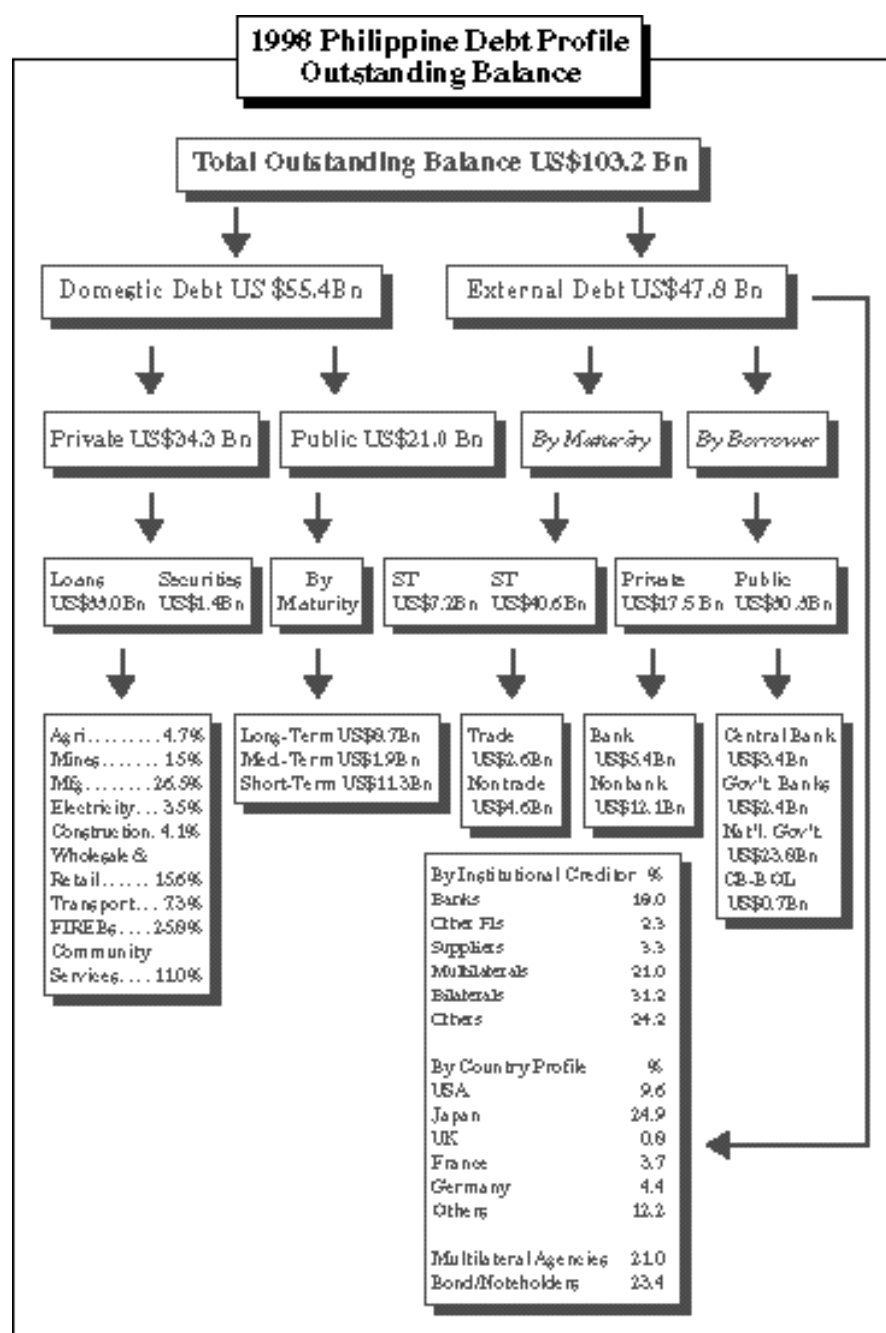 1998 Philippine Debt Profile
Outstanding Balance
Total Outstanding Balance US$103.2 Bn
Domestic Debt US $55.4Bn
External Debt US$47.8 Bn
Private US$34.3 Bn
Public US$21.0 Bn
By Maturity
By Borrower
Loans Securities
US$33.0Bn US$1.4Bn
By
Maturity
ST ST
US$7.2Bn US$40.6Bn
Private Public
US$17.5 Bn US$30.3Bn
Agri.........4.7%
Mines....... 1.5%
Mfg. .......26.5%
Electricity... 3.5%
Construction. 4.1%
Wholesale &
Retail...... 15.6%
Transport... 7.3%
FIREBs....25.8%
Community
Services.... 11.0%
Long-Term US$8.7Bn
Med.-Term US$1.9Bn
Short-Term US$11.3Bn
Trade
US$2.6Bn
Nontrade
US$4.6Bn
Bank
US$5.4Bn
Nonbank
US$12.1Bn
Central Bank
US$3.4Bn
Gov't. Banks
US$2.4Bn
Nat'l. Gov't.
US$23.8Bn
CB-BOL
US$0.7Bn
By Institutional Creditor %
Banks 18.0
Other FIs 2.3
Suppliers 3.3
Multilaterals 21.0
Bilaterals 31.2
Others 24.2
By Country Profile %
USA 9.6
Japan 24.9
UK 0.8
France 3.7
Germany 4.4
Others 12.2
Multilateral Agencies 21.0
Bond/Noteholders 23.4